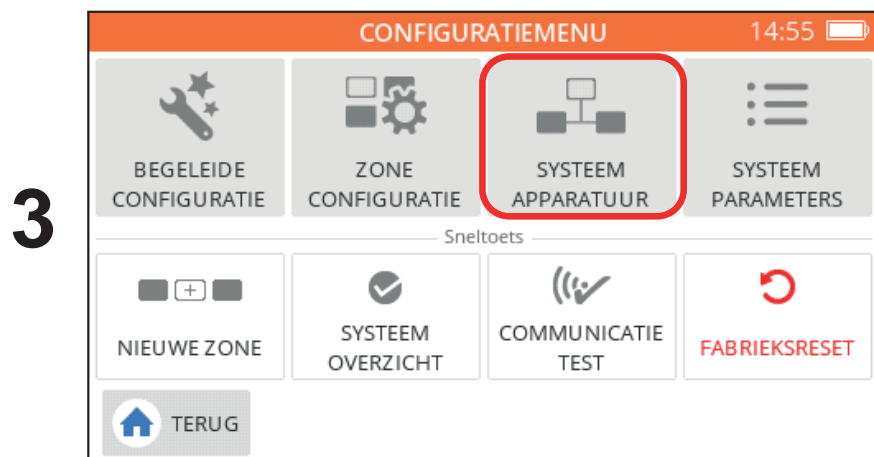 3
CONFIGURATIEMENU 14:55
BEGELEIDE CONFIGURATIE
ZONE CONFIGURATIE
SYSTEEM APPARATUUR
SYSTEEM PARAMETERS
Sneltoets
NIEUWE ZONE
SYSTEEM OVERZICHT
COMMUNICATIE TEST
FABRIEKSRESET
TERUG